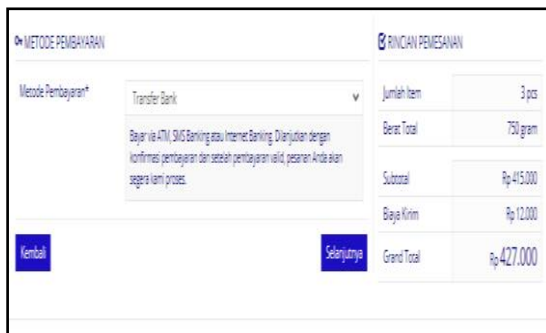 METODE PEMBAYARAN
Metode Pembayaran*
Transfer Bank
Bayar via ATM, SMS Banking atau Internet Banking. Dilanjutkan dengan
konfirmasi pembayaran dan setelah pembayaran valid, pesanan Anda akan
segera kami proses.
Kembali
Selanjutnya
RINCIAN PEMESANAN
Jumlah Item 3 pcs
Berat Total 750 gram
Subtotal Rp 415.000
Biaya Kirim Rp 12.000
Grand Total Rp 427.000